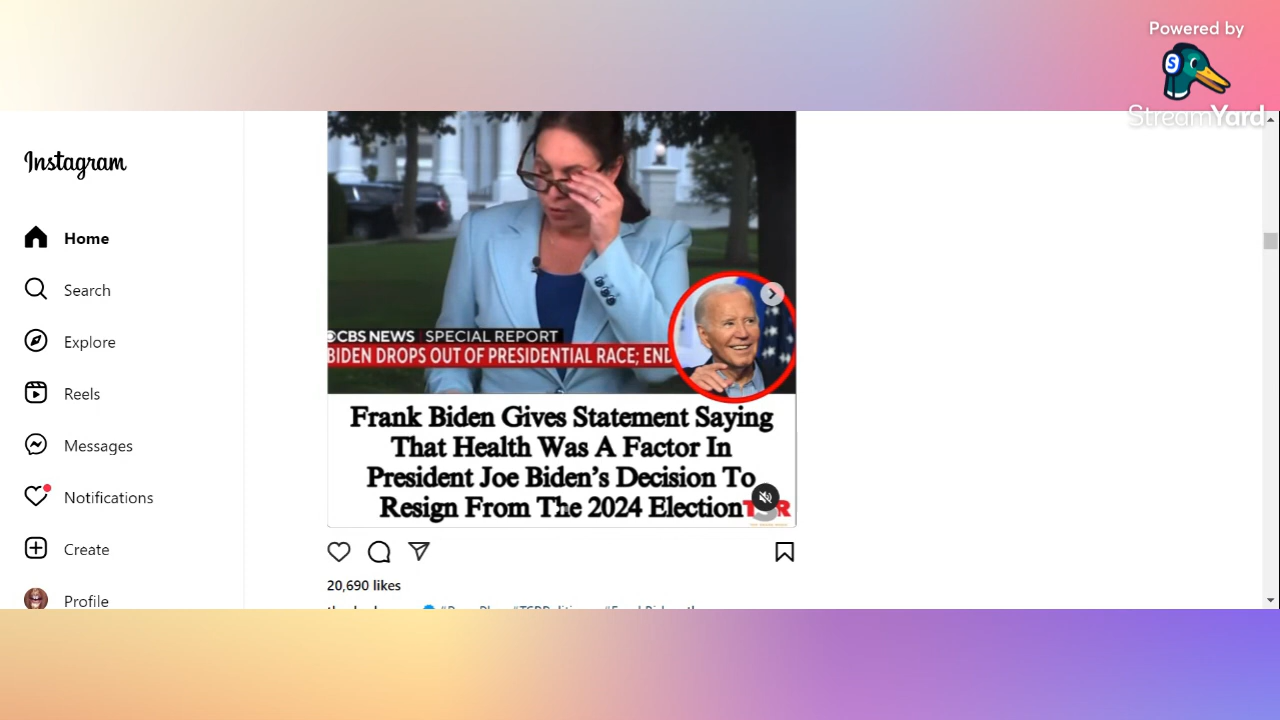 Powered by
S
StreamYard
Instagram
Home
Search
Explore
Reels
Messages
Notifications
Create
Profile
CBS NEWS SPECIAL REPORT
BIDEN DROPS OUT OF PRESIDENTIAL RACE; END
Frank Biden Gives Statement Saying
That Health Was A Factor In
President Joe Biden's Decision To
Resign From The 2024 Election
20,690 likes